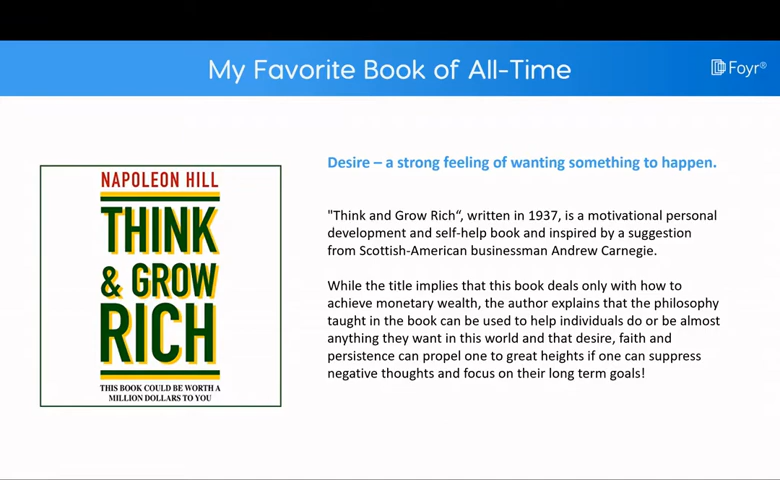 My Favorite Book of All-Time
Foyr®
NAPOLEON HILL
THINK
& GROW
RICH
THIS BOOK COULD BE WORTH A
MILLION DOLLARS TO YOU
Desire – a strong feeling of wanting something to happen.
"Think and Grow Rich“, written in 1937, is a motivational personal
development and self-help book and inspired by a suggestion
from Scottish-American businessman Andrew Carnegie.
While the title implies that this book deals only with how to
achieve monetary wealth, the author explains that the philosophy
taught in the book can be used to help individuals do or be almost
anything they want in this world and that desire, faith and
persistence can propel one to great heights if one can suppress
negative thoughts and focus on their long term goals!